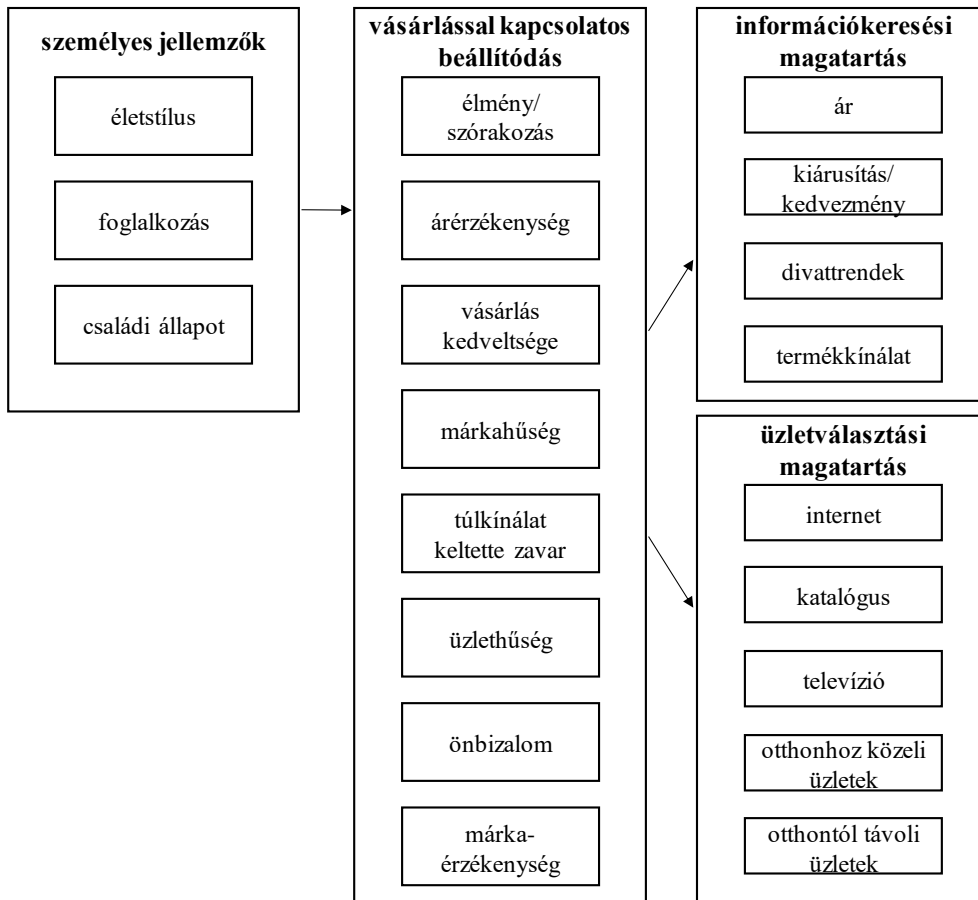 személyes jellemzők
életstílus
foglalkozás
családi állapot
vásárlással kapcsolatos
beállítódás
élmény/
szórakozás
árérzékenység
vásárlás
kedveltsége
márkahűség
túlkínálat
keltette zavar
üzlethűség
önbizalom
márka-
érzékenység
információkeresési
magatartás
ár
kiárusítás/
kedvezmény
divattrendek
termékkínálat
üzletválasztási
magatartás
internet
katalógus
televízió
otthonhoz közeli
üzletek
otthontól távoli
üzletek